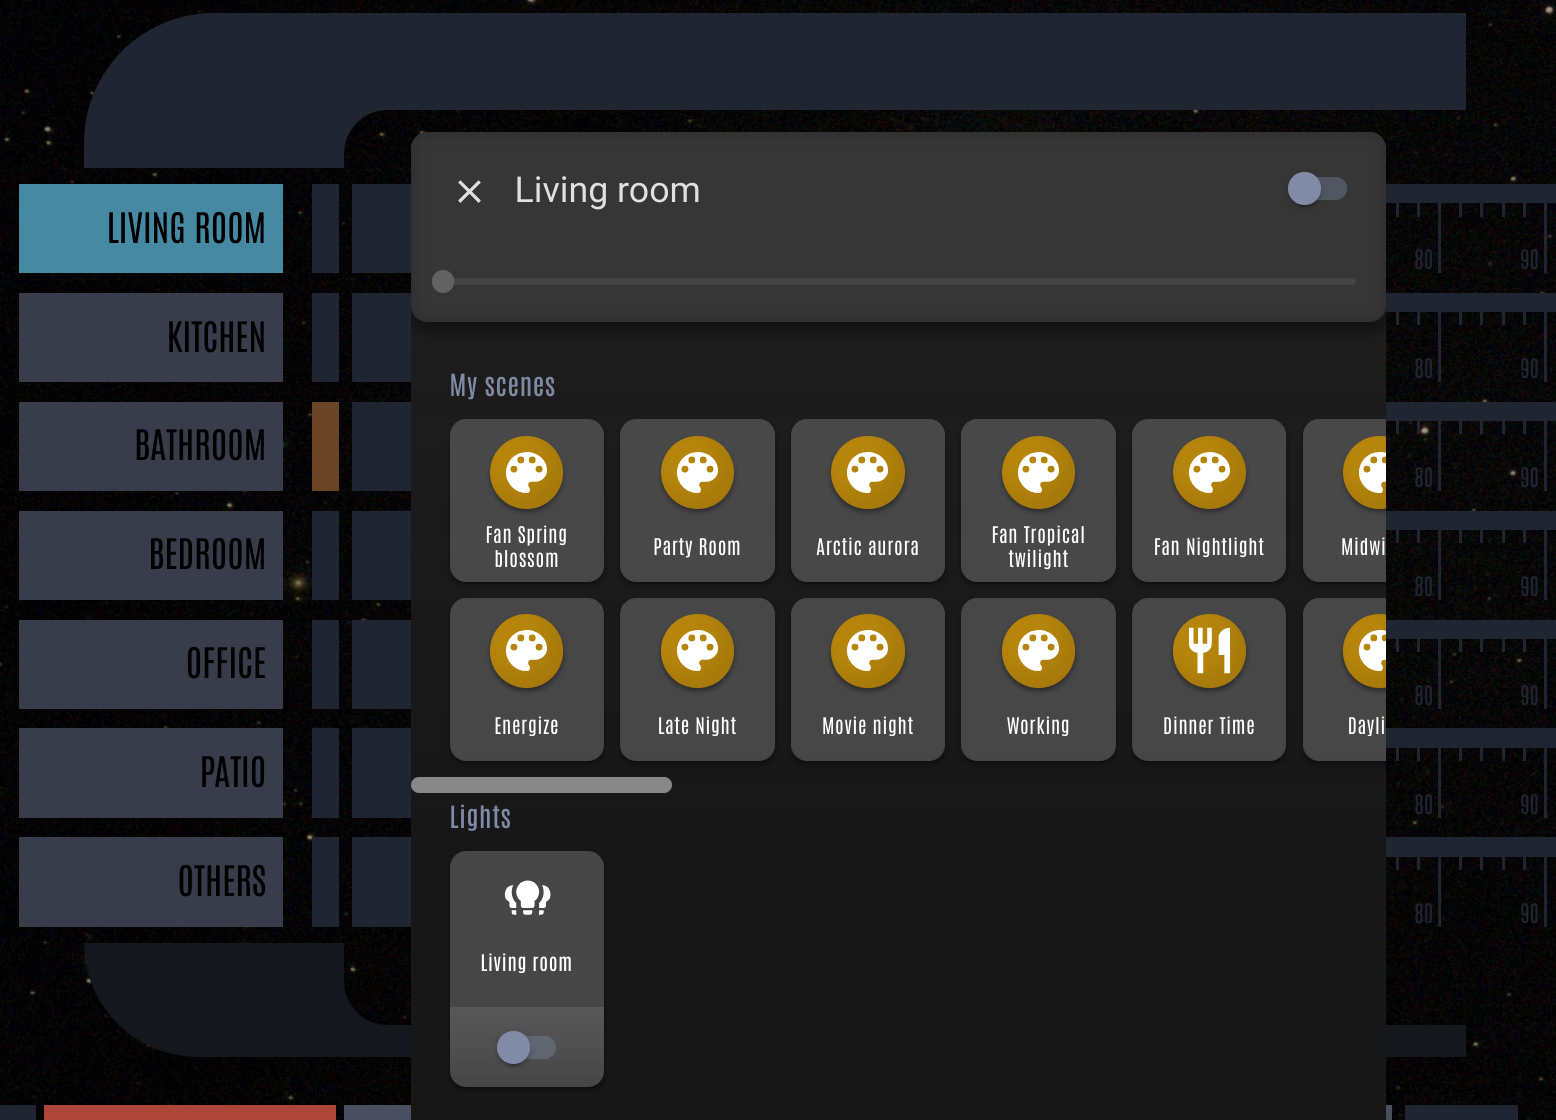 LIVING ROOM
KITCHEN
BATHROOM
BEDROOM
OFFICE
PATIO
OTHERS
Living room
My scenes
Fan Spring
blossom
Party Room
Arctic aurora
Fan Tropical
twilight
Fan Nightlight
Midwi
Energize
Late Night
Movie night
Working
Dinner Time
Dayli
Lights
Living room
80 90
80 90
80 90
80 90
80 90
80 90
80 90